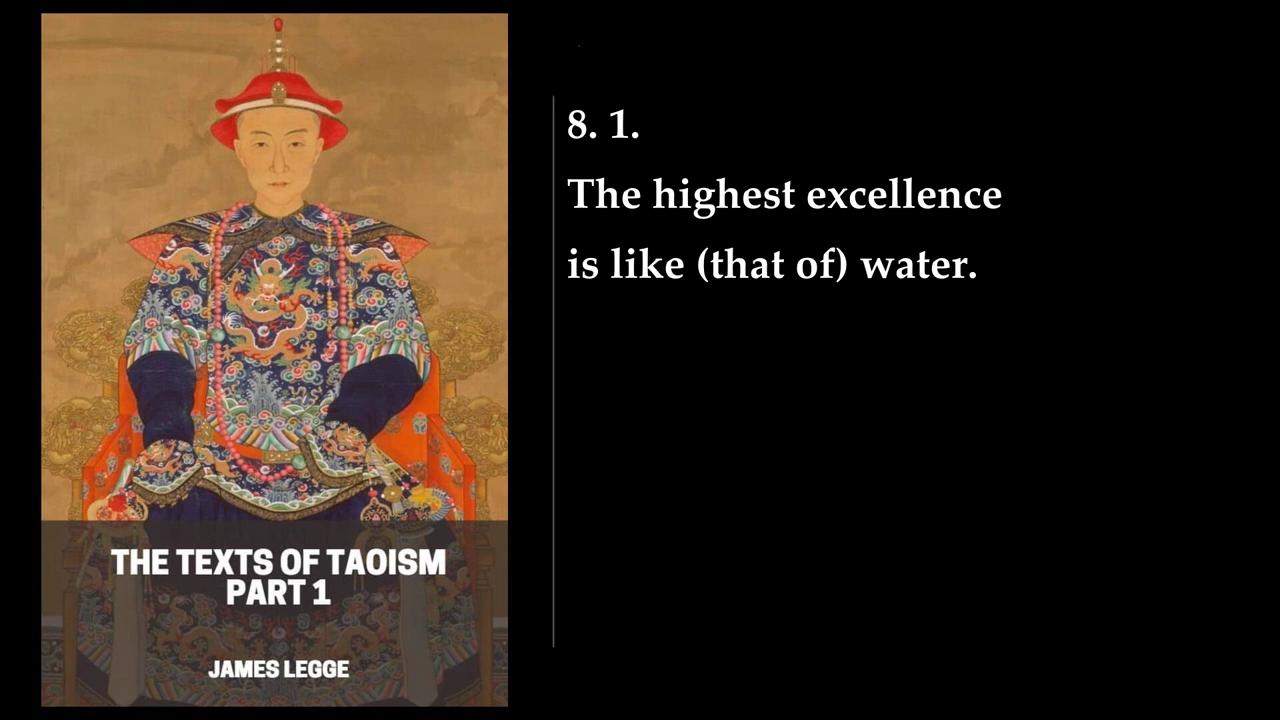 THE TEXTS OF TAOISM
PART 1
JAMES LEGGE
8. 1.
The highest excellence
is like (that of) water.